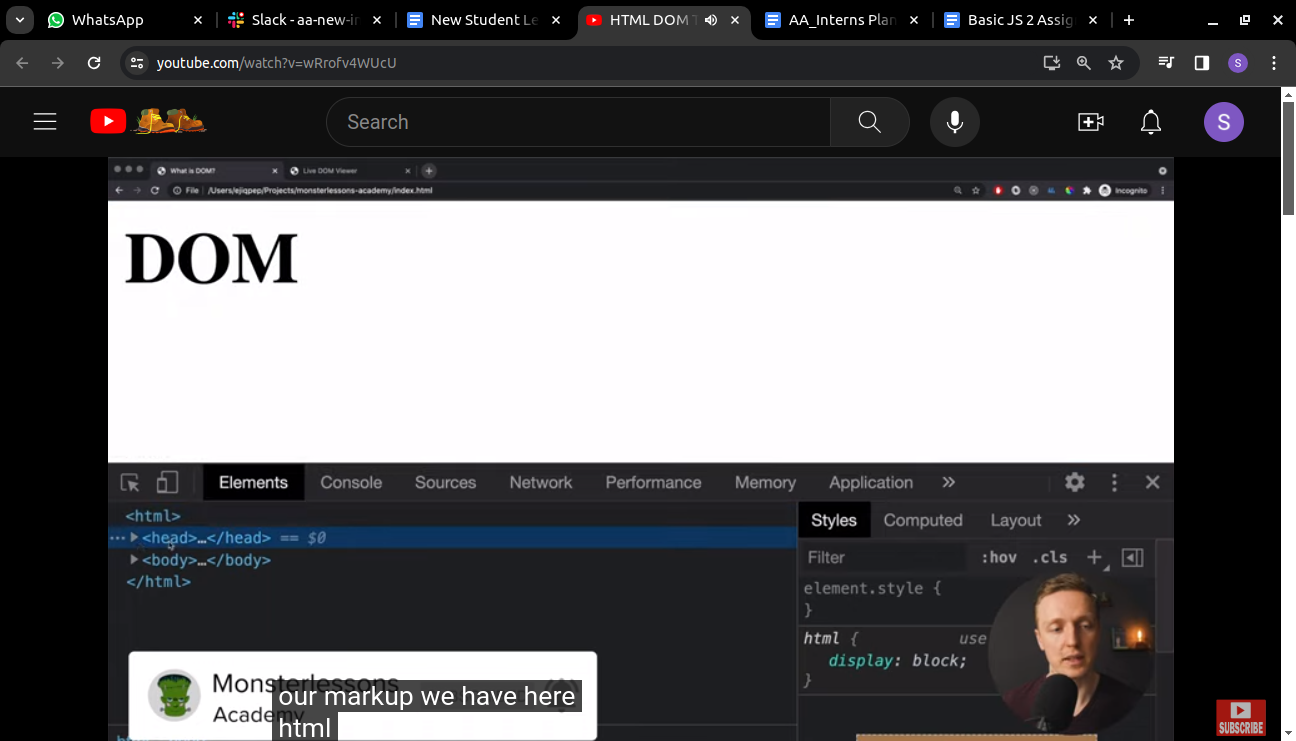 WhatsApp
Slack - aa-new-in
New Student Le
HTML DOM T
AA_Interns Plan
Basic JS 2 Assig
youtube.com/watch?v=wRrofv4WUcU
S
Search
S
What is DOM?
Live DOM Viewer
File | /Users/ejiqpep/Projects/monsterlessons-academy/index.html
Incognito
DOM
Elements Console Sources Network Performance Memory Application »
<html>
<head>…</head> == $0
<body>…</body>
</html>
Styles Computed Layout »
Filter :hov .cls +
element.style {
}
html { use
display: block;
}
Monsterlessons
Academy
our markup we have here
html
SUBSCRIBE